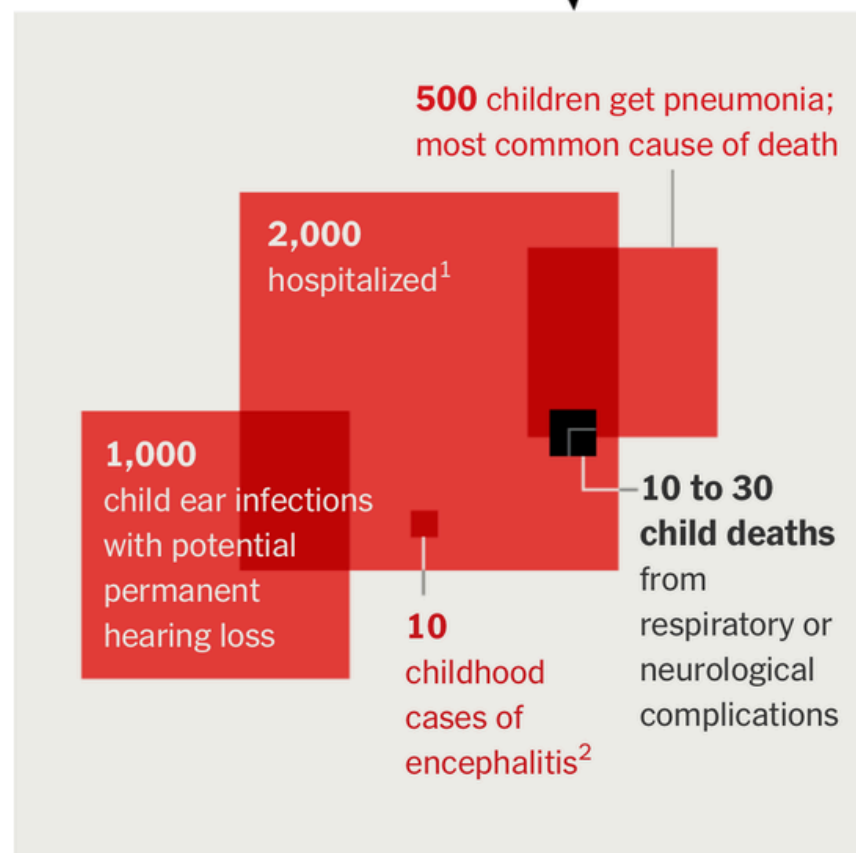 500 children get pneumonia;
most common cause of death
2,000
hospitalized1
1,000
child ear infections
with potential
permanent
hearing loss
10
childhood
cases of
encephalitis2
10 to 30
child deaths
from
respiratory or
neurological
complications